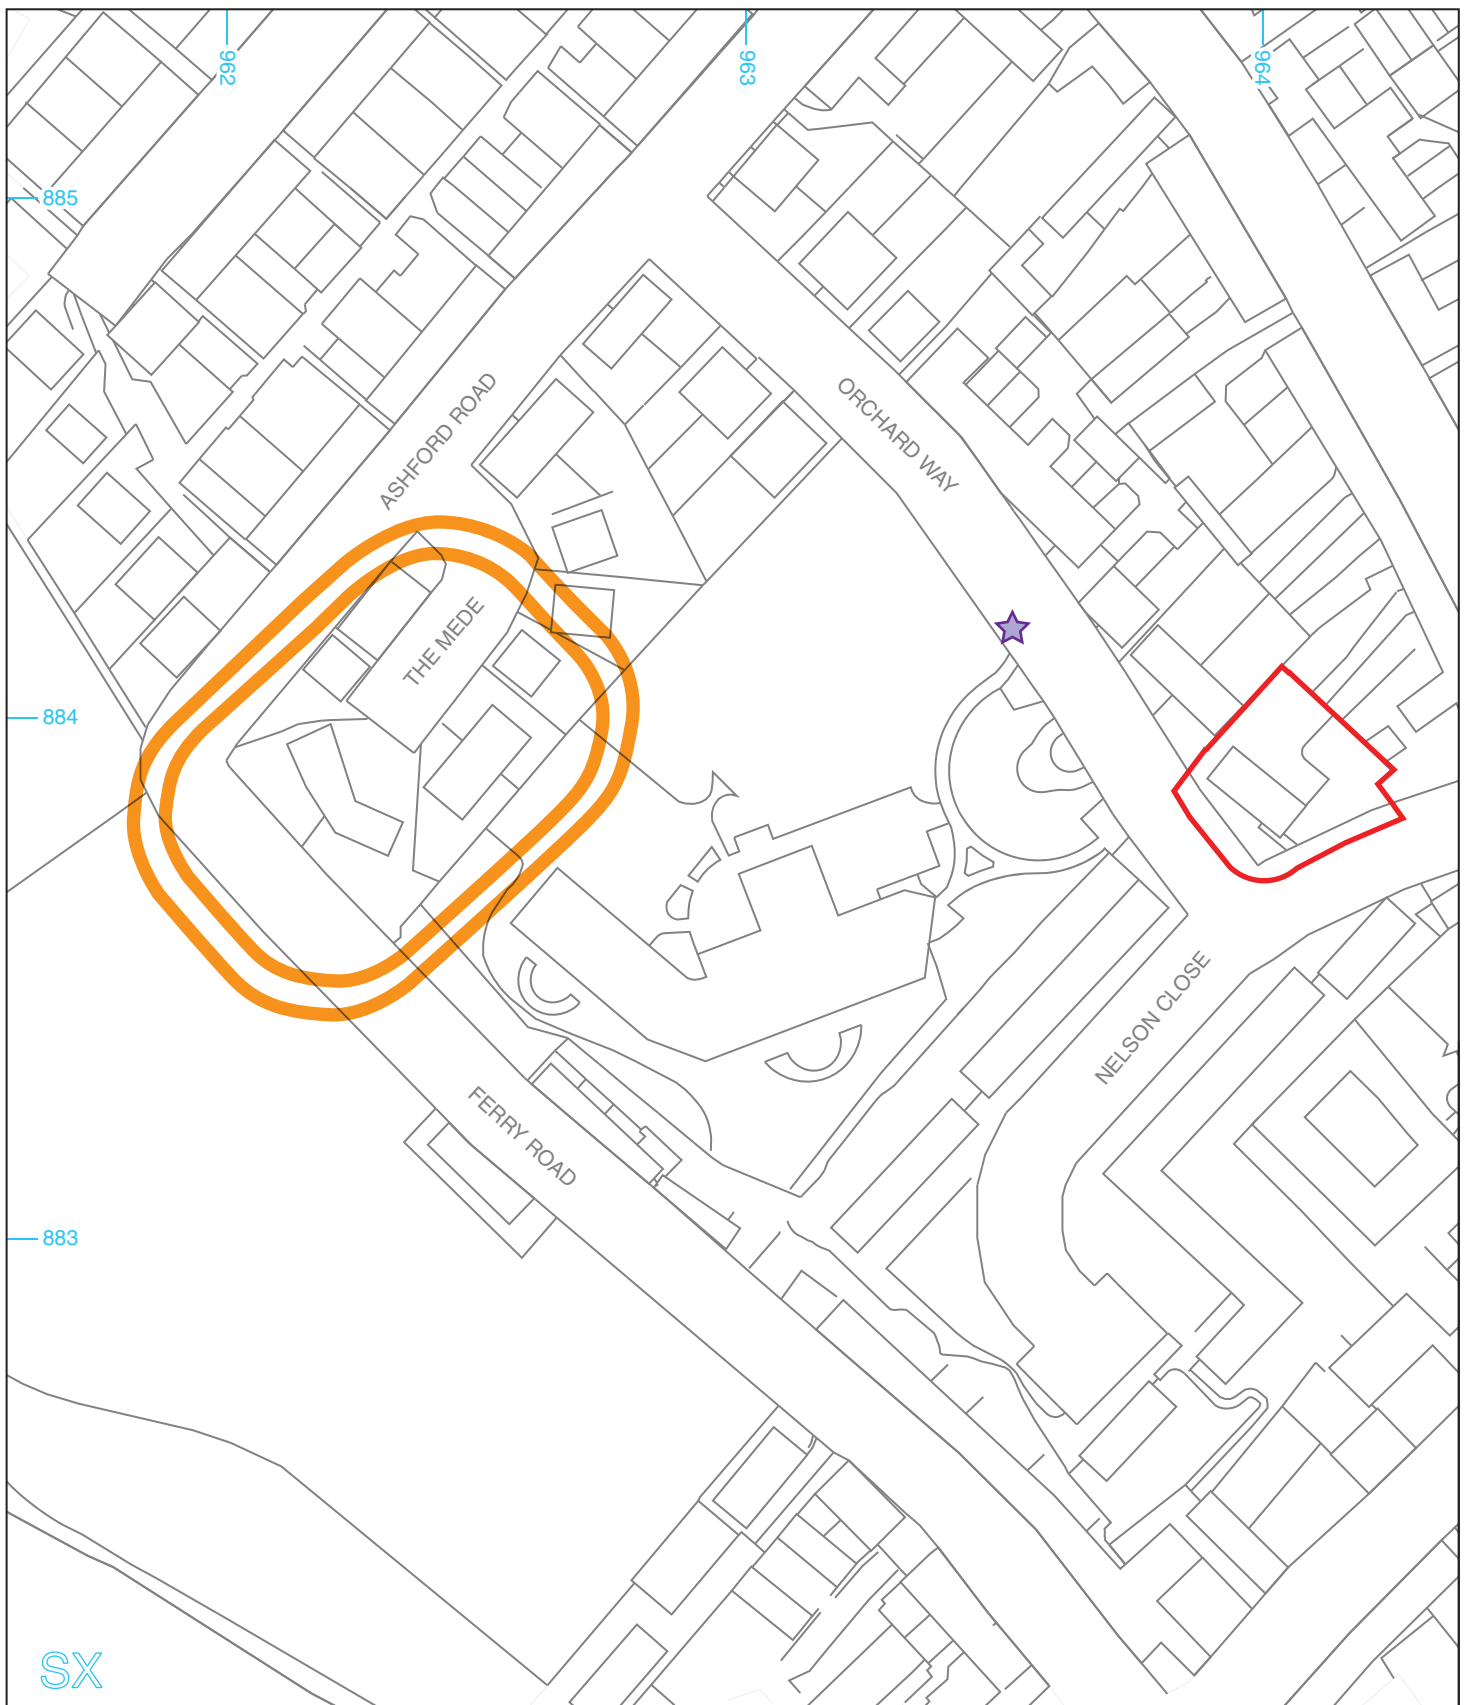 962
963
964
885
ASHFORD ROAD
ORCHARD WAY
THE MEDE
884
NELSON CLOSE
FERRY ROAD
883
SX